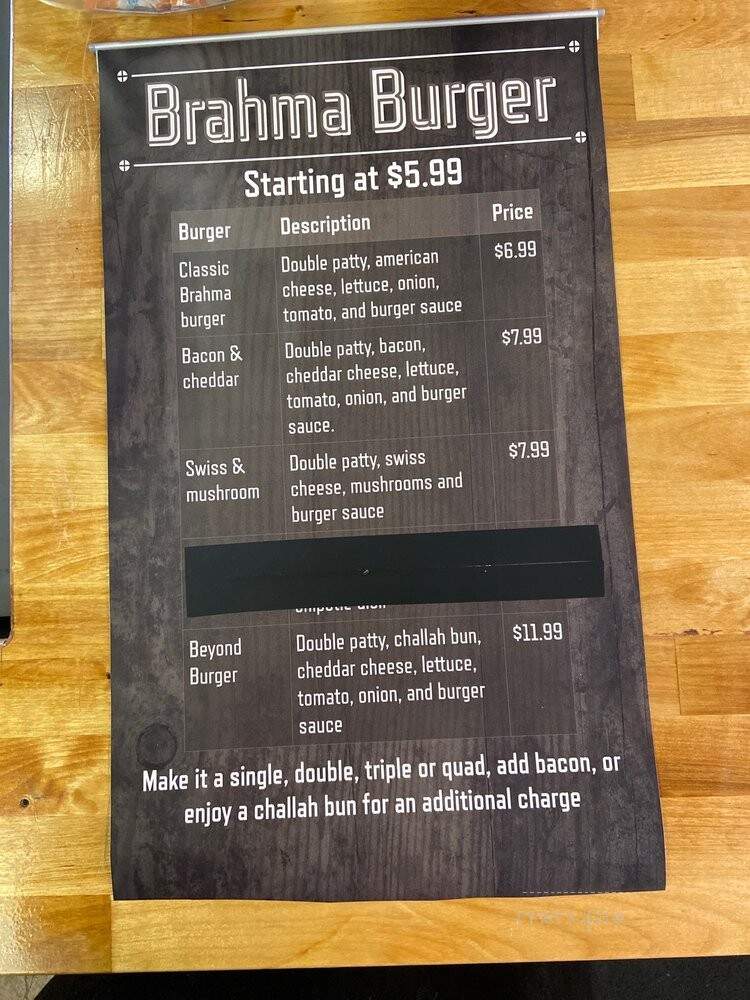 Brahma Burger
Starting at $5.99
Burger Description Price
Classic
Brahma
burger
Double patty, american
cheese, lettuce, onion,
tomato, and burger sauce
$6.99
Bacon &
cheddar
Double patty, bacon,
cheddar cheese, lettuce,
tomato, onion, and burger
sauce.
$7.99
Swiss &
mushroom
Double patty, swiss
cheese, mushrooms and
burger sauce
$7.99
Beyond
Burger
Double patty, challah bun,
cheddar cheese, lettuce,
tomato, onion, and burger
sauce
$11.99
Make it a single, double, triple or quad, add bacon, or
enjoy a challah bun for an additional charge